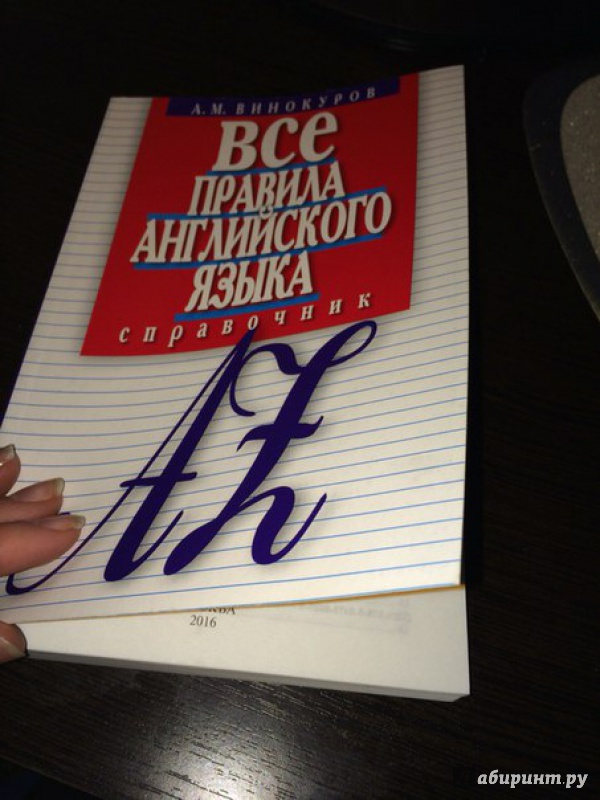 А. М. ВИНОКУРОВ
ВСЕ
ПРАВИЛА
АНГЛИЙСКОГО
ЯЗЫКА
справочник
AZ
2016
абиринт.ру